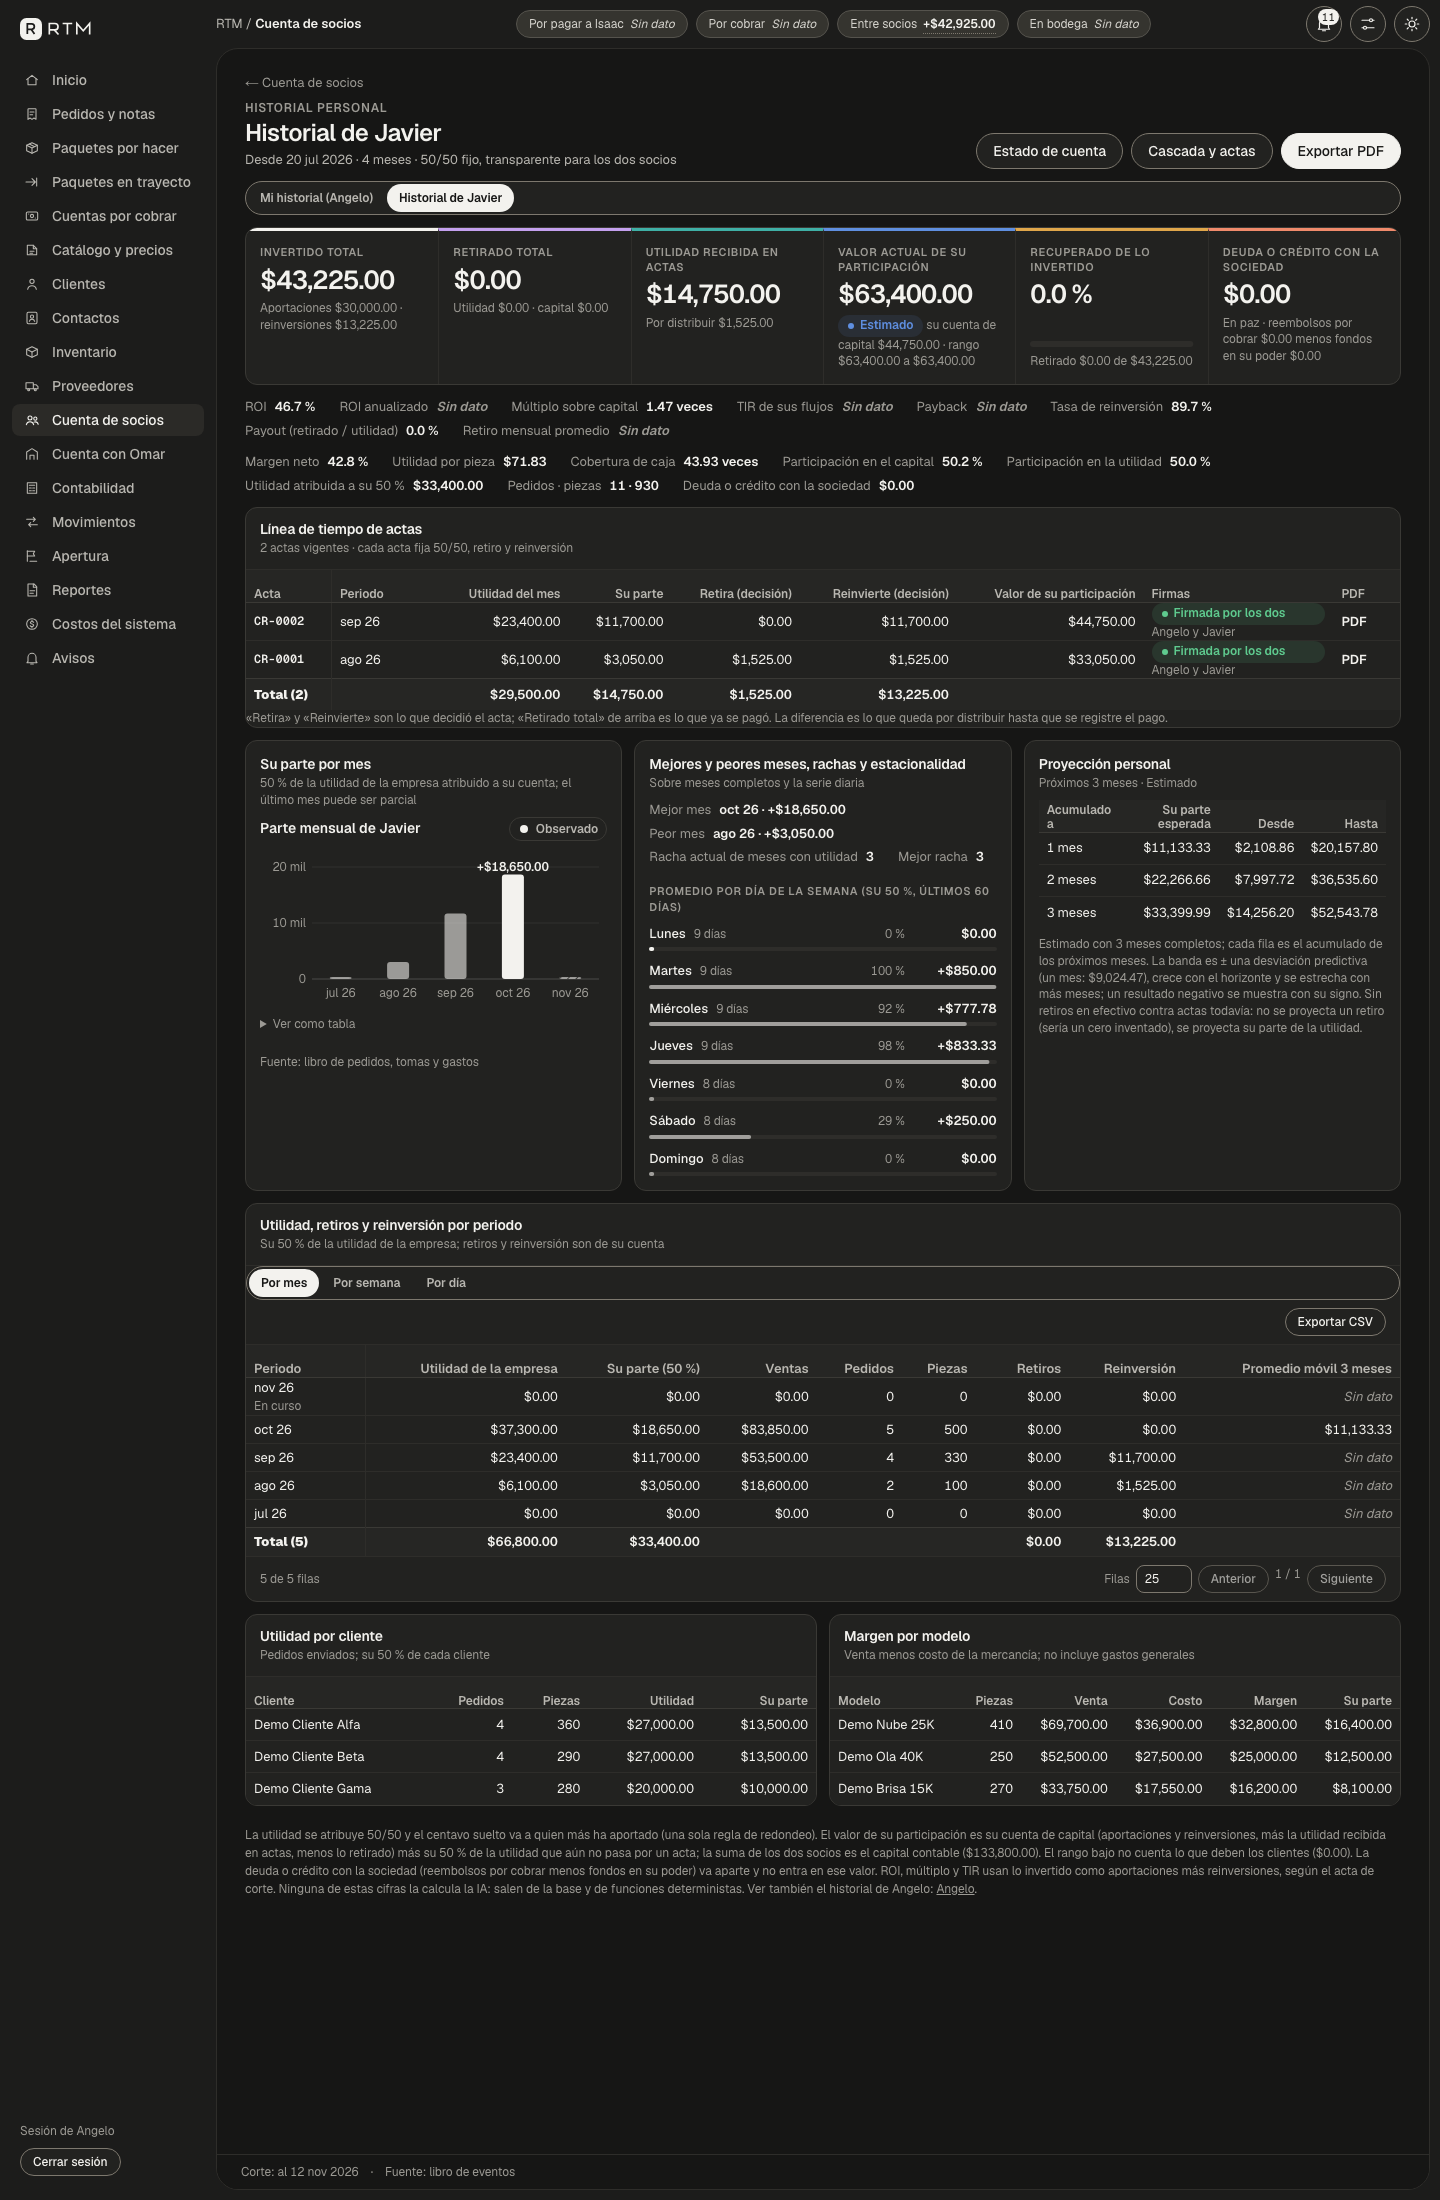 RTM
RTM / Cuenta de socios
Por pagar a Isaac Sin dato
Por cobrar Sin dato
Entre socios +$42,925.00
En bodega Sin dato
11
Inicio
Pedidos y notas
Paquetes por hacer
Paquetes en trayecto
Cuentas por cobrar
Catálogo y precios
Clientes
Contactos
Inventario
Proveedores
Cuenta de socios
Cuenta con Omar
Contabilidad
Movimientos
Apertura
Reportes
Costos del sistema
Avisos
← Cuenta de socios
HISTORIAL PERSONAL
Historial de Javier
Desde 20 jul 2026 · 4 meses · 50/50 fijo, transparente para los dos socios
Estado de cuenta
Cascada y actas
Exportar PDF
Mi historial (Angelo)
Historial de Javier
INVERTIDO TOTAL
$43,225.00
Aportaciones $30,000.00 ·
reinversiones $13,225.00
RETIRADO TOTAL
$0.00
Utilidad $0.00 · capital $0.00
UTILIDAD RECIBIDA EN
ACTAS
$14,750.00
Por distribuir $1,525.00
VALOR ACTUAL DE SU
PARTICIPACIÓN
$63,400.00
Estimado su cuenta de
capital $44,750.00 · rango
$63,400.00 a $63,400.00
RECUPERADO DE LO
INVERTIDO
0.0 %
Retirado $0.00 de $43,225.00
DEUDA O CRÉDITO CON LA
SOCIEDAD
$0.00
En paz · reembolsos por
cobrar $0.00 menos fondos
en su poder $0.00
ROI 46.7 % ROI anualizado Sin dato Múltiplo sobre capital 1.47 veces TIR de sus flujos Sin dato Payback Sin dato Tasa de reinversión 89.7 %
Payout (retirado / utilidad) 0.0 % Retiro mensual promedio Sin dato
Margen neto 42.8 % Utilidad por pieza $71.83 Cobertura de caja 43.93 veces Participación en el capital 50.2 % Participación en la utilidad 50.0 %
Utilidad atribuida a su 50 % $33,400.00 Pedidos · piezas 11 · 930 Deuda o crédito con la sociedad $0.00
Línea de tiempo de actas
2 actas vigentes · cada acta fija 50/50, retiro y reinversión
Acta Periodo Utilidad del mes Su parte Retira (decisión) Reinvierte (decisión) Valor de su participación Firmas PDF
CR-0002 sep 26 $23,400.00 $11,700.00 $0.00 $11,700.00 $44,750.00 Firmada por los dos PDF
Angelo y Javier
CR-0001 ago 26 $6,100.00 $3,050.00 $1,525.00 $1,525.00 $33,050.00 Firmada por los dos PDF
Angelo y Javier
Total (2) $29,500.00 $14,750.00 $1,525.00 $13,225.00
«Retira» y «Reinvierte» son lo que decidió el acta; «Retirado total» de arriba es lo que ya se pagó. La diferencia es lo que queda por distribuir hasta que se registre el pago.
Su parte por mes
50 % de la utilidad de la empresa atribuido a su cuenta; el
último mes puede ser parcial
Parte mensual de Javier
Observado
+$18,650.00
20 mil
10 mil
0
jul 26 ago 26 sep 26 oct 26 nov 26
Ver como tabla
Fuente: libro de pedidos, tomas y gastos
Mejores y peores meses, rachas y estacionalidad
Sobre meses completos y la serie diaria
Mejor mes oct 26 · +$18,650.00
Peor mes ago 26 · +$3,050.00
Racha actual de meses con utilidad 3 Mejor racha 3
PROMEDIO POR DÍA DE LA SEMANA (SU 50 %, ÚLTIMOS 60
DÍAS)
Lunes 9 días 0 % $0.00
Martes 9 días 100 % +$850.00
Miércoles 9 días 92 % +$777.78
Jueves 9 días 98 % +$833.33
Viernes 8 días 0 % $0.00
Sábado 8 días 29 % +$250.00
Domingo 8 días 0 % $0.00
Proyección personal
Próximos 3 meses · Estimado
Acumulado a Su parte esperada Desde Hasta
1 mes $11,133.33 $2,108.86 $20,157.80
2 meses $22,266.66 $7,997.72 $36,535.60
3 meses $33,399.99 $14,256.20 $52,543.78
Estimado con 3 meses completos; cada fila es el acumulado de
los próximos meses. La banda es ± una desviación predictiva
(un mes: $9,024.47), crece con el horizonte y se estrecha con
más meses; un resultado negativo se muestra con su signo. Sin
retiros en efectivo contra actas todavía: no se proyecta un retiro
(sería un cero inventado), se proyecta su parte de la utilidad.
Utilidad, retiros y reinversión por periodo
Su 50 % de la utilidad de la empresa; retiros y reinversión son de su cuenta
Por mes Por semana Por día
Exportar CSV
Periodo Utilidad de la empresa Su parte (50 %) Ventas Pedidos Piezas Retiros Reinversión Promedio móvil 3 meses
nov 26 $0.00 $0.00 $0.00 0 0 $0.00 $0.00 Sin dato
En curso
oct 26 $37,300.00 $18,650.00 $83,850.00 5 500 $0.00 $0.00 $11,133.33
sep 26 $23,400.00 $11,700.00 $53,500.00 4 330 $0.00 $11,700.00 Sin dato
ago 26 $6,100.00 $3,050.00 $18,600.00 2 100 $0.00 $1,525.00 Sin dato
jul 26 $0.00 $0.00 $0.00 0 0 $0.00 $0.00 Sin dato
Total (5) $66,800.00 $33,400.00 $0.00 $13,225.00
5 de 5 filas
Filas 25 Anterior 1 / 1 Siguiente
Utilidad por cliente
Pedidos enviados; su 50 % de cada cliente
Cliente Pedidos Piezas Utilidad Su parte
Demo Cliente Alfa 4 360 $27,000.00 $13,500.00
Demo Cliente Beta 4 290 $27,000.00 $13,500.00
Demo Cliente Gama 3 280 $20,000.00 $10,000.00
Margen por modelo
Venta menos costo de la mercancía; no incluye gastos generales
Modelo Piezas Venta Costo Margen Su parte
Demo Nube 25K 410 $69,700.00 $36,900.00 $32,800.00 $16,400.00
Demo Ola 40K 250 $52,500.00 $27,500.00 $25,000.00 $12,500.00
Demo Brisa 15K 270 $33,750.00 $17,550.00 $16,200.00 $8,100.00
La utilidad se atribuye 50/50 y el centavo suelto va a quien más ha aportado (una sola regla de redondeo). El valor de su participación es su cuenta de capital (aportaciones y reinversiones, más la utilidad recibida
en actas, menos lo retirado) más su 50 % de la utilidad que aún no pasa por un acta; la suma de los dos socios es el capital contable ($133,800.00). El rango bajo no cuenta lo que deben los clientes ($0.00). La
deuda o crédito con la sociedad (reembolsos por cobrar menos fondos en su poder) va aparte y no entra en ese valor. ROI, múltiplo y TIR usan lo invertido como aportaciones más reinversiones, según el acta de
corte. Ninguna de estas cifras la calcula la IA: salen de la base y de funciones deterministas. Ver también el historial de Angelo: Angelo.
Sesión de Angelo
Cerrar sesión
Corte: al 12 nov 2026 · Fuente: libro de eventos